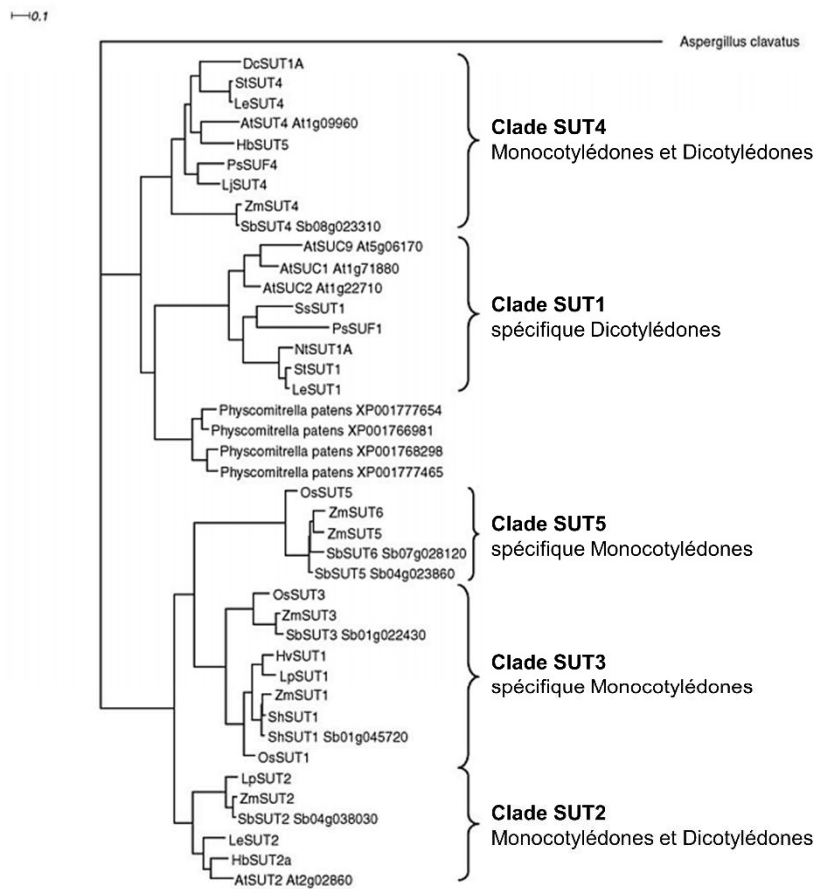 0.1
Aspergillus clavatus
DcSUT1A
StSUT4
LeSUT4
AtSUT4 At1g09960
HbSUT5
PsSUF4
LjSUT4
ZmSUT4
SbSUT4 Sb08g023310
Clade SUT4
Monocotylédones et Dicotylédones
AtSUC9 At5g06170
AtSUC1 At1g71880
AtSUC2 At1g22710
SsSUT1
PsSUF1
NtSUT1A
StSUT1
LeSUT1
Clade SUT1
spécifique Dicotylédones
Physcomitrella patens XP001777654
Physcomitrella patens XP001766981
Physcomitrella patens XP001768298
Physcomitrella patens XP001777465
OsSUT5
ZmSUT6
ZmSUT5
SbSUT6 Sb07g028120
SbSUT5 Sb04g023860
Clade SUT5
spécifique Monocotylédones
OsSUT3
ZmSUT3
SbSUT3 Sb01g022430
HvSUT1
LpSUT1
ZmSUT1
ShSUT1
ShSUT1 Sb01g045720
OsSUT1
Clade SUT3
spécifique Monocotylédones
LpSUT2
ZmSUT2
SbSUT2 Sb04g038030
LeSUT2
HbSUT2a
AtSUT2 At2g02860
Clade SUT2
Monocotylédones et Dicotylédones